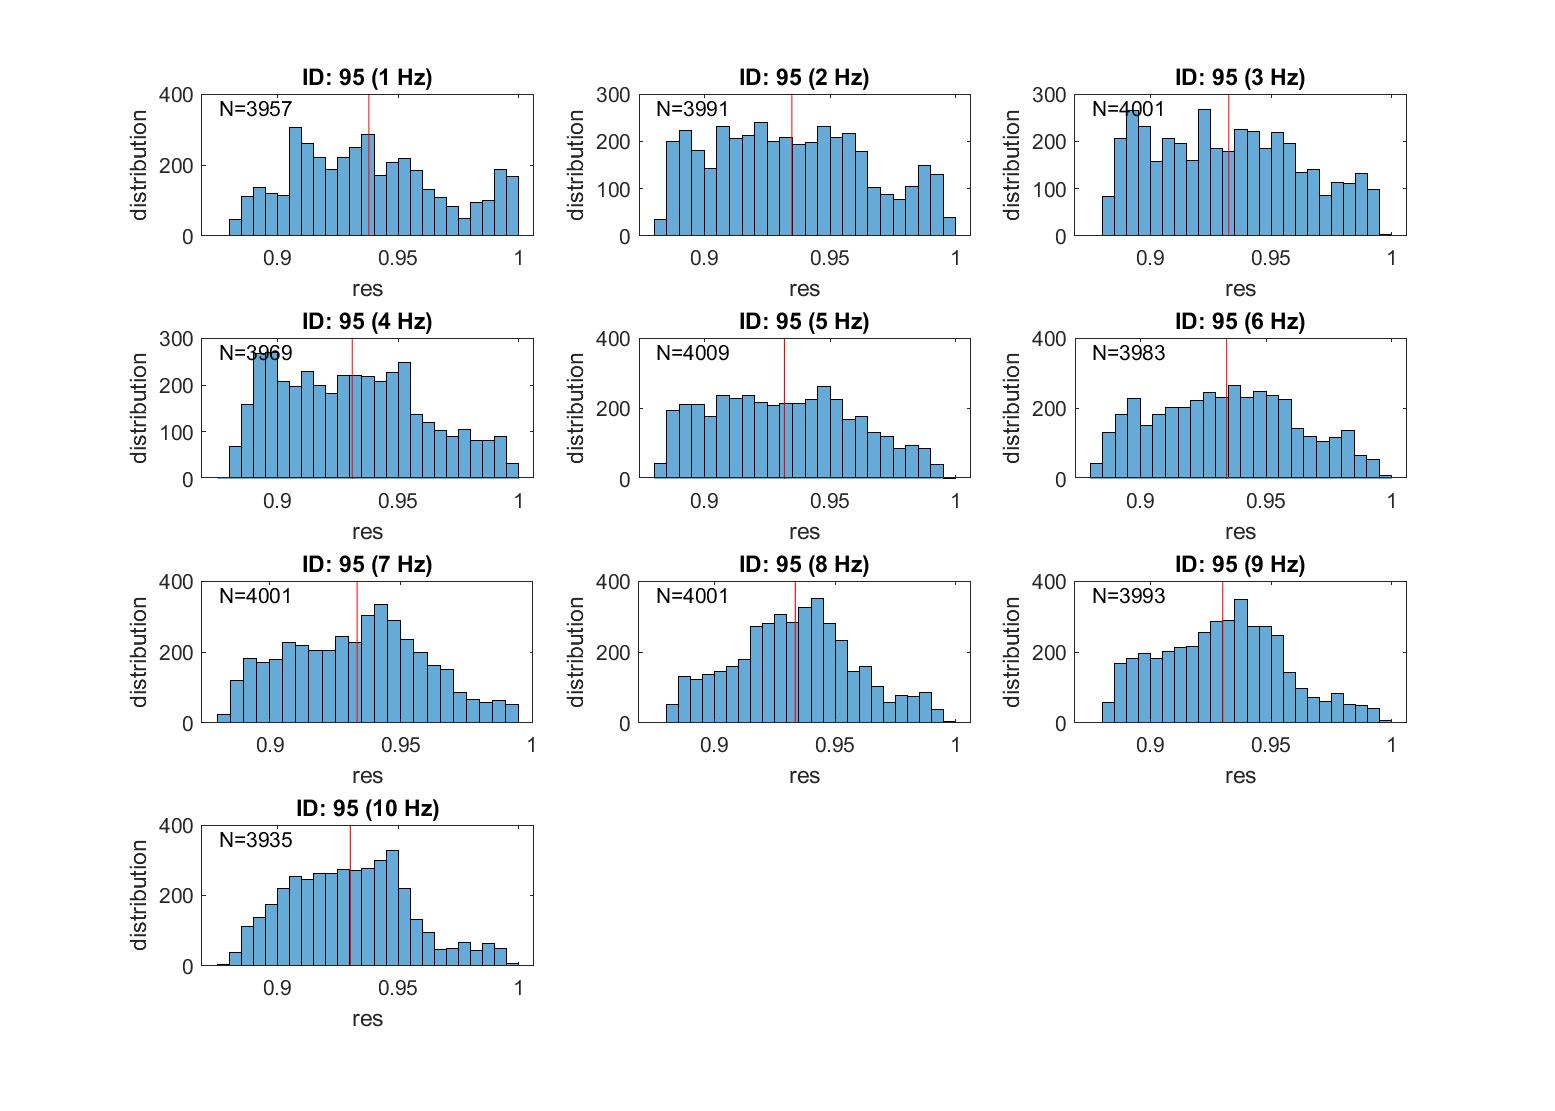 ID: 95 (1 Hz)
N=3957
400
200
0
distribution
0.9 0.95 1
res
ID: 95 (2 Hz)
N=3991
300
200
100
0
distribution
0.9 0.95 1
res
ID: 95 (3 Hz)
N=4001
300
200
100
0
distribution
0.9 0.95 1
res
ID: 95 (4 Hz)
N=3969
300
200
100
0
distribution
0.9 0.95 1
res
ID: 95 (5 Hz)
N=4009
400
200
0
distribution
0.9 0.95 1
res
ID: 95 (6 Hz)
N=3983
400
200
0
distribution
0.9 0.95 1
res
ID: 95 (7 Hz)
N=4001
400
200
0
distribution
0.9 0.95 1
res
ID: 95 (8 Hz)
N=4001
400
200
0
distribution
0.9 0.95 1
res
ID: 95 (9 Hz)
N=3993
400
200
0
distribution
0.9 0.95 1
res
ID: 95 (10 Hz)
N=3935
400
200
0
distribution
0.9 0.95 1
res